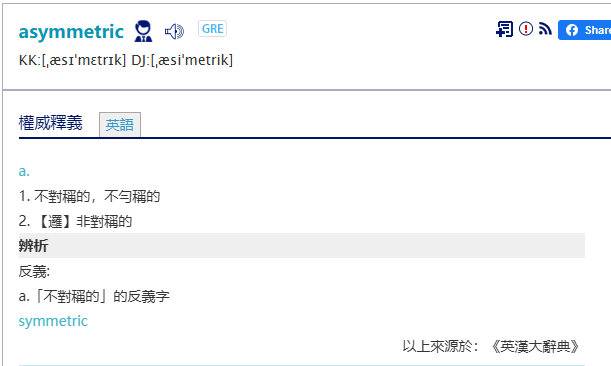 asymmetric GRE Share
KK:[ˌæsɪˈmɛtrɪk] DJ:[ˌæsiˈmetrik]
權威釋義 英語
a.
1. 不對稱的，不勻稱的
2. 【邏】非對稱的
辨析
反義:
a.「不對稱的」的反義字
symmetric
以上來源於：《英漢大辭典》